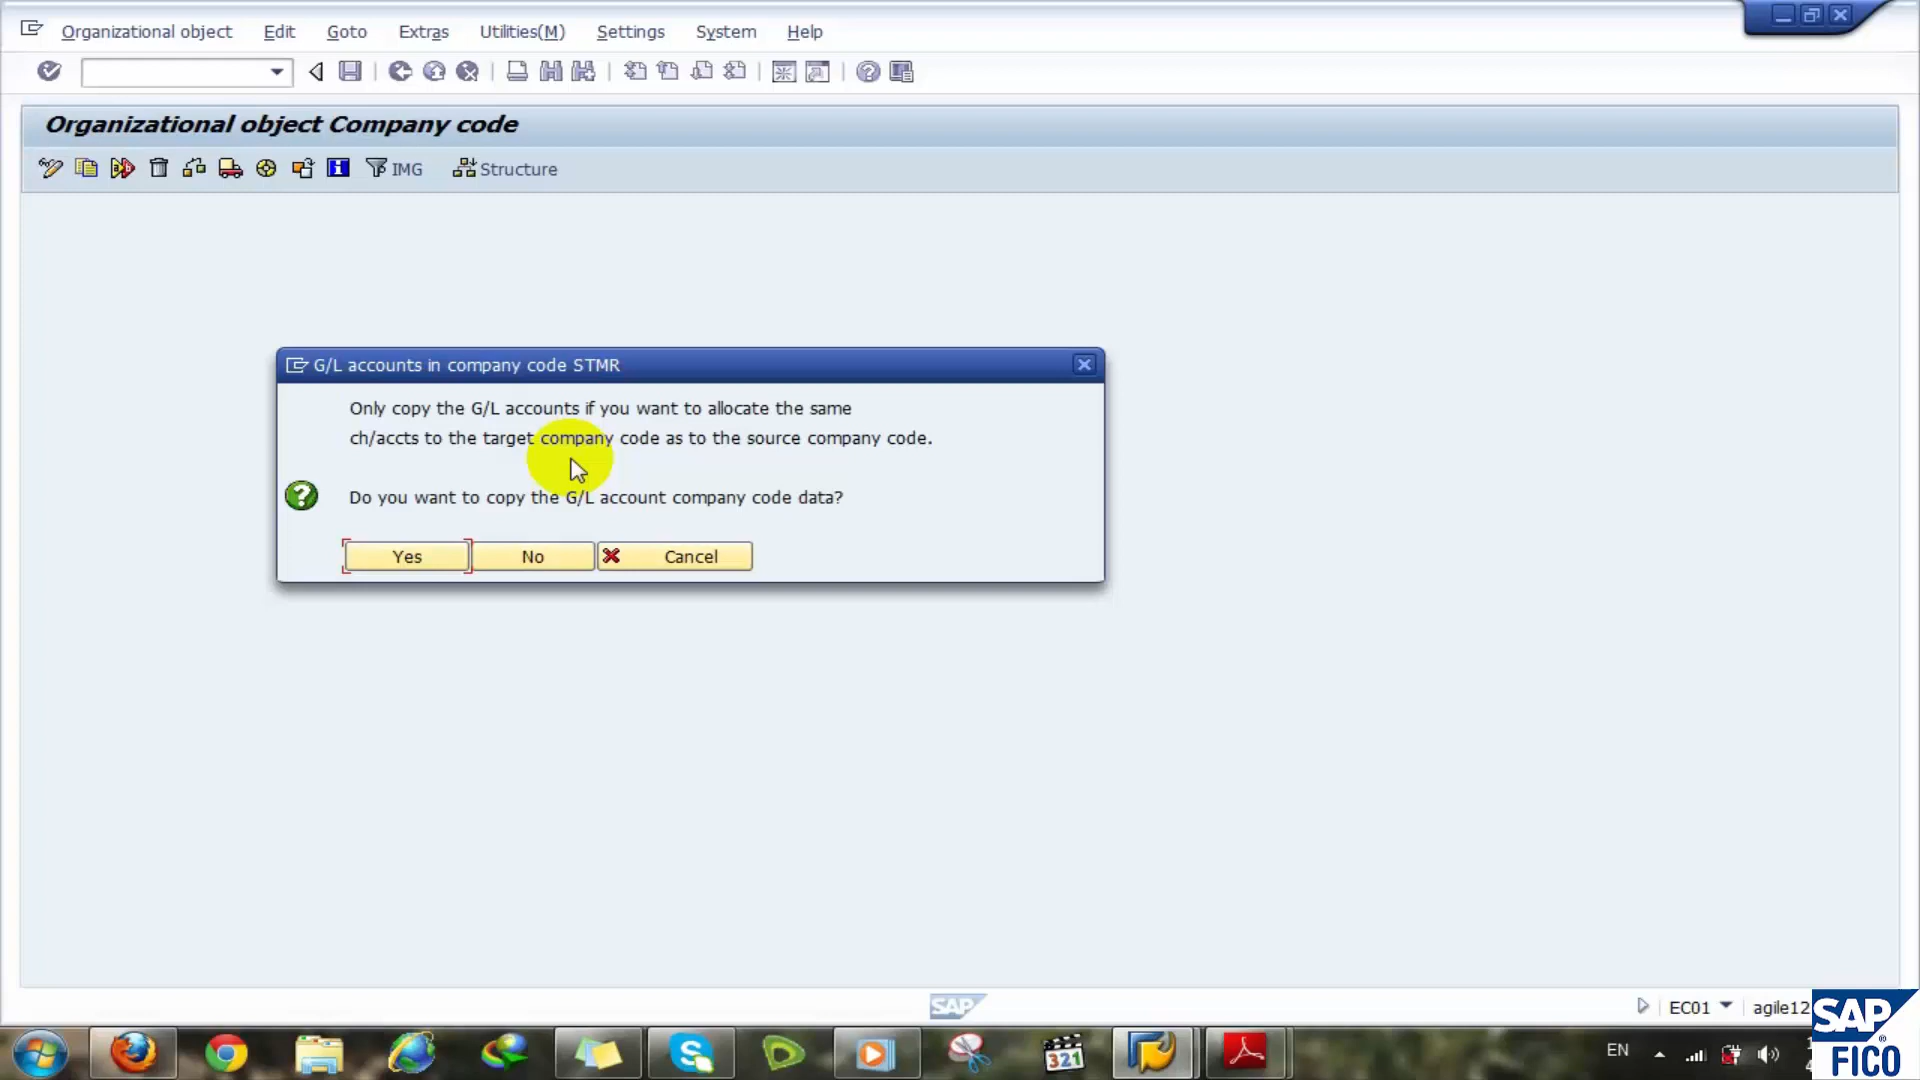 Organizational object Edit Goto Extras Utilities(M) Settings System Help
Organizational object Company code
IMG Structure
G/L accounts in company code STMR
Only copy the G/L accounts if you want to allocate the same
ch/accts to the target company code as to the source company code.
Do you want to copy the G/L account company code data?
Yes No Cancel
SAP EC01 agile12
EN
321
SAP
FICO